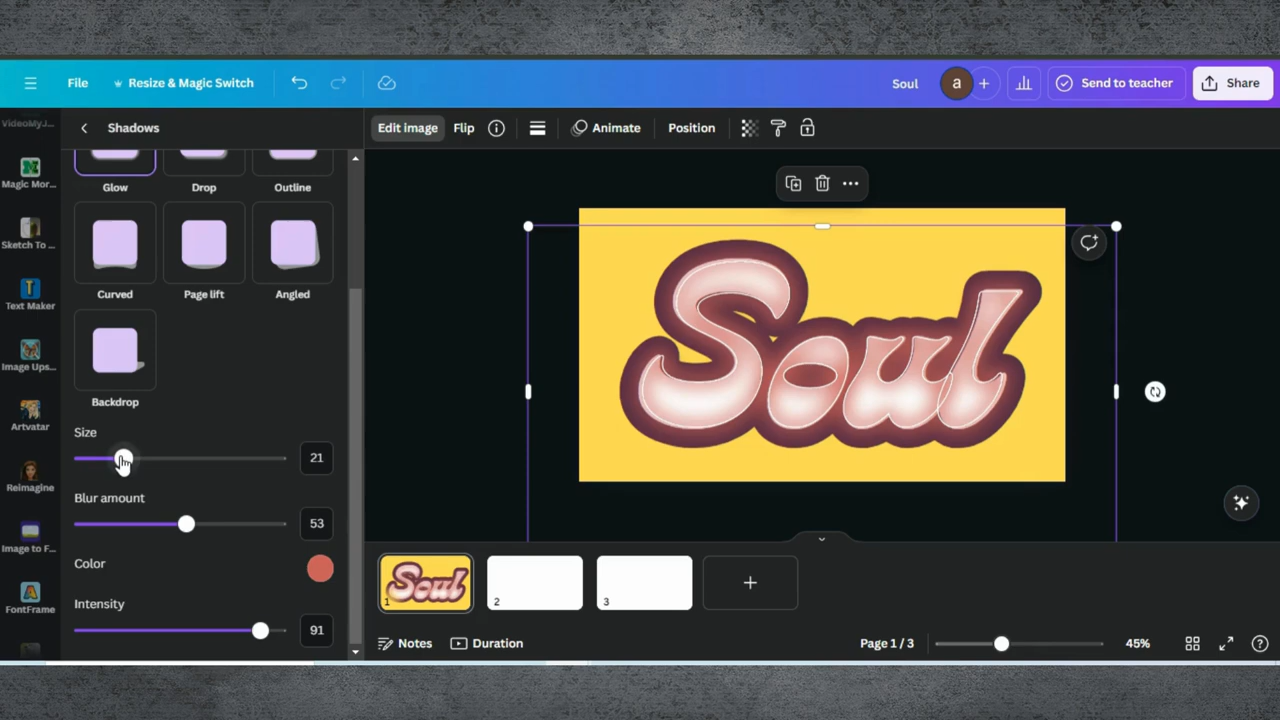 File
Resize & Magic Switch
Soul
a
Send to teacher
Share
VideoMyJ...
Magic Mor...
Sketch To ...
Text Maker
Image Ups...
Artvatar
Reimagine
Image to F...
FontFrame
Shadows
Glow
Drop
Outline
Curved
Page lift
Angled
Backdrop
Size
21
Blur amount
53
Color
Intensity
91
Edit image
Flip
Animate
Position
Soul
Soul
1
2
3
Notes
Duration
Page 1 / 3
45%